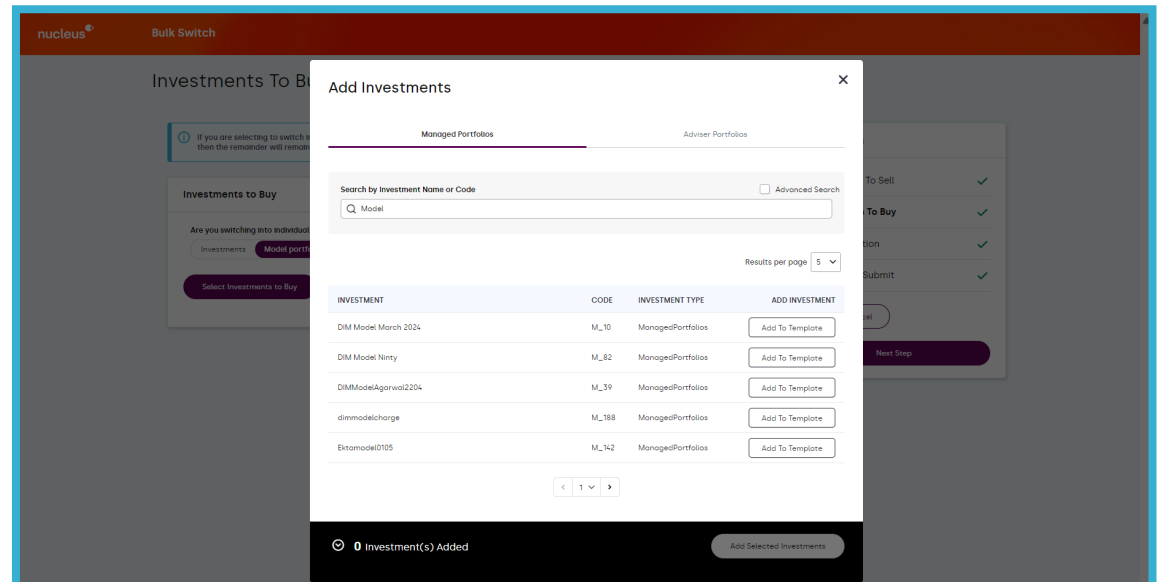 nucleus
Bulk Switch
Investments To Bu
If you are selecting to switch i
then the remainder will remain
Investments to Buy
Are you switching into individual
Investments
Model portf
Select Investments to Buy
Add Investments
Managed Portfolios
Adviser Portfolios
Search by Investment Name or Code
Advanced Search
Model
Results per page 5
INVESTMENT CODE INVESTMENT TYPE ADD INVESTMENT
DIM Model March 2024 M_10 ManagedPortfolios Add To Template
DIM Model Ninty M_82 ManagedPortfolios Add To Template
DIMModelAgarwal2204 M_39 ManagedPortfolios Add To Template
dimmodelcharge M_188 ManagedPortfolios Add To Template
Ektamodel0105 M_142 ManagedPortfolios Add To Template
1
0 Investment(s) Added
Add Selected Investments
To Sell
To Buy
tion
Submit
cel
Next Step